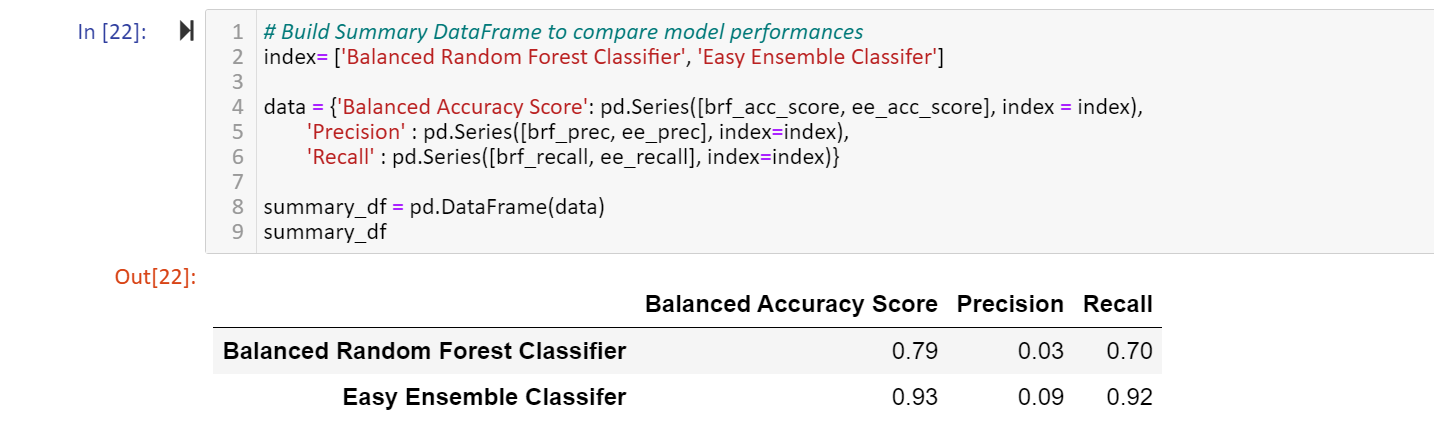 In [22]:
1 # Build Summary DataFrame to compare model performances
2 index= ['Balanced Random Forest Classifier', 'Easy Ensemble Classifer']
3
4 data = {'Balanced Accuracy Score': pd.Series([brf_acc_score, ee_acc_score], index = index),
5 'Precision' : pd.Series([brf_prec, ee_prec], index=index),
6 'Recall' : pd.Series([brf_recall, ee_recall], index=index)}
7
8 summary_df = pd.DataFrame(data)
9 summary_df
Out[22]:
Balanced Accuracy Score Precision Recall
Balanced Random Forest Classifier 0.79 0.03 0.70
Easy Ensemble Classifer 0.93 0.09 0.92